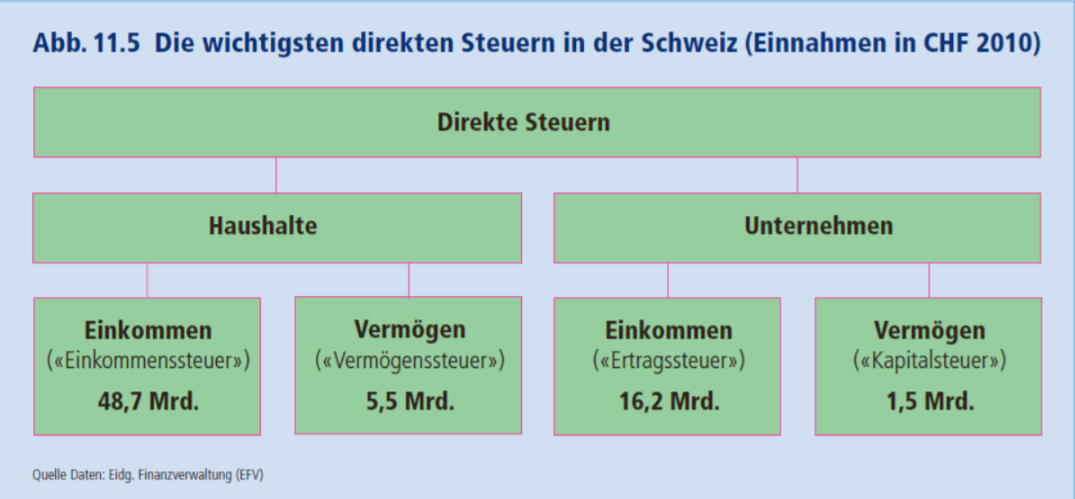 Abb. 11.5 Die wichtigsten direkten Steuern in der Schweiz (Einnahmen in CHF 2010)
Direkte Steuern
Haushalte
Unternehmen
Einkommen
(«Einkommenssteuer»)
48,7 Mrd.
Vermögen
(«Vermögenssteuer»)
5,5 Mrd.
Einkommen
(«Ertragssteuer»)
16,2 Mrd.
Vermögen
(«Kapitalsteuer»)
1,5 Mrd.
Quelle Daten: Eidg. Finanzverwaltung (EFV)